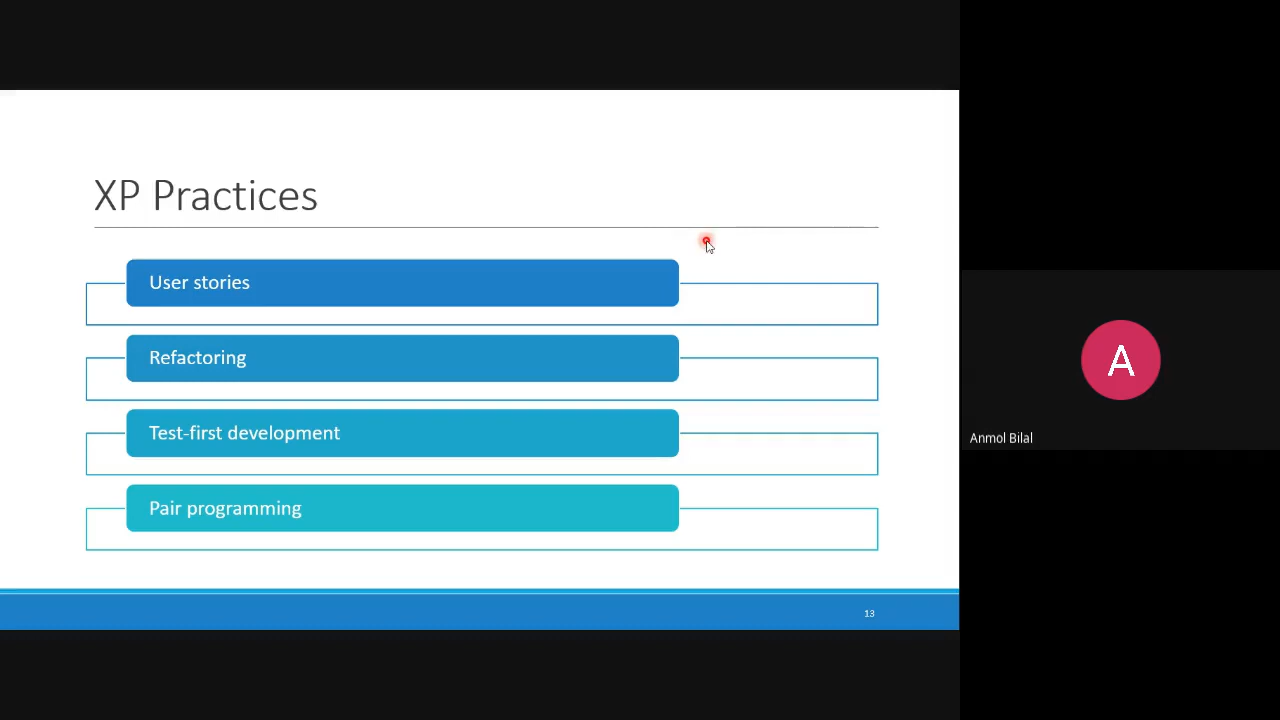 XP Practices
User stories
Refactoring
Test-first development
Pair programming
13
A
Anmol Bilal